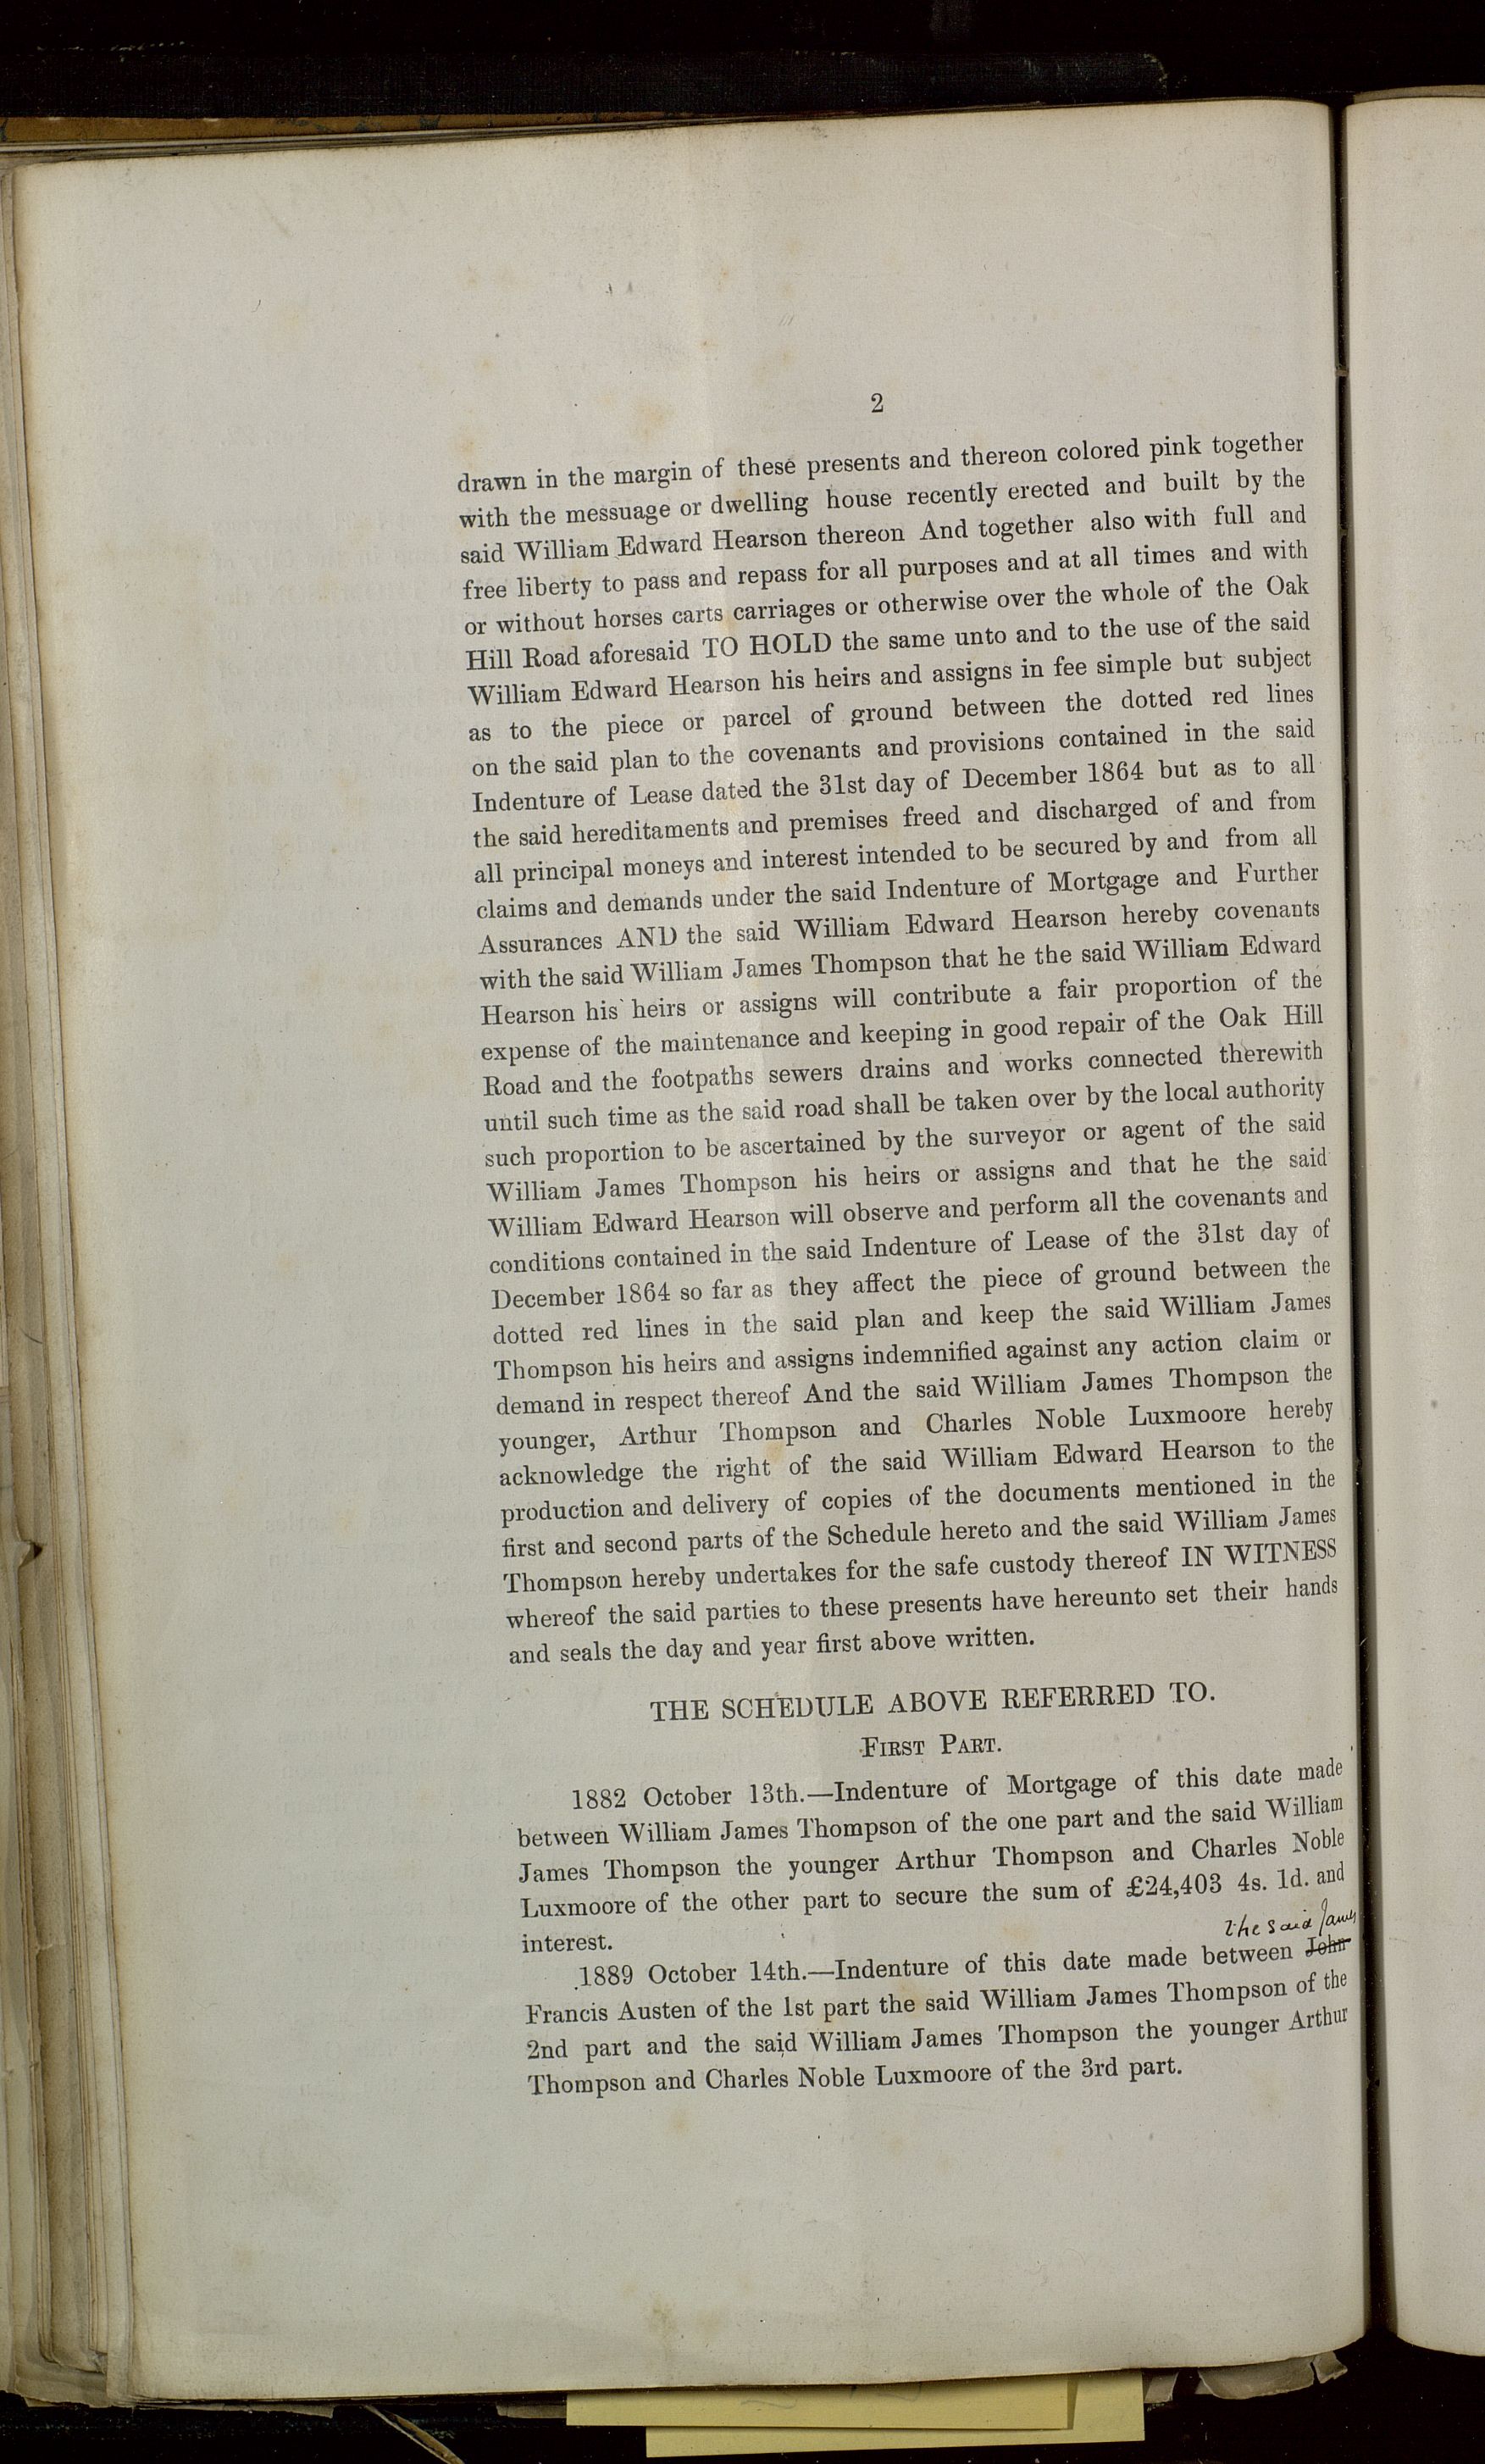 2
drawn in the margin of these presents and thereon colored pink together
with the messuage or dwelling house recently erected and built by the
said William Edward Hearson thereon And together also with full and
free liberty to pass and repass for all purposes and at all times and with
or without horses carts carriages or otherwise over the whole of the Oak
Hill Road aforesaid TO HOLD the same unto and to the use of the said
William Edward Hearson his heirs and assigns in fee simple but subject
as to the piece or parcel of ground between the dotted red lines
on the said plan to the covenants and provisions contained in the said
Indenture of Lease dated the 31st day of December 1864 but as to all
the said hereditaments and premises freed and discharged of and from
all principal moneys and interest intended to be secured by and from all
claims and demands under the said Indenture of Mortgage and Further
Assurances AND the said William Edward Hearson hereby covenants
with the said William James Thompson that he the said William Edward
Hearson his heirs or assigns will contribute a fair proportion of the
expense of the maintenance and keeping in good repair of the Oak Hill
Road and the footpaths sewers drains and works connected therewith
until such time as the said road shall be taken over by the local authority
such proportion to be ascertained by the surveyor or agent of the said
William James Thompson his heirs or assigns and that he the said
William Edward Hearson will observe and perform all the covenants and
conditions contained in the said Indenture of Lease of the 31st day of
December 1864 so far as they affect the piece of ground between the
dotted red lines in the said plan and keep the said William James
Thompson his heirs and assigns indemnified against any action claim or
demand in respect thereof And the said William James Thompson the
younger, Arthur Thompson and Charles Noble Luxmoore hereby
acknowledge the right of the said William Edward Hearson to the
production and delivery of copies of the documents mentioned in the
first and second parts of the Schedule hereto and the said William James
Thompson hereby undertakes for the safe custody thereof IN WITNESS
whereof the said parties to these presents have hereunto set their hands
and seals the day and year first above written.
THE SCHEDULE ABOVE REFERRED TO.
FIRST PART.
1882 October 13th.—Indenture of Mortgage of this date made
between William James Thompson of the one part and the said William
James Thompson the younger Arthur Thompson and Charles Noble
Luxmoore of the other part to secure the sum of £24,403 4s. 1d. and
interest.
the said James
1889 October 14th.—Indenture of this date made between John
Francis Austen of the 1st part the said William James Thompson of the
2nd part and the said William James Thompson the younger Arthur
Thompson and Charles Noble Luxmoore of the 3rd part.